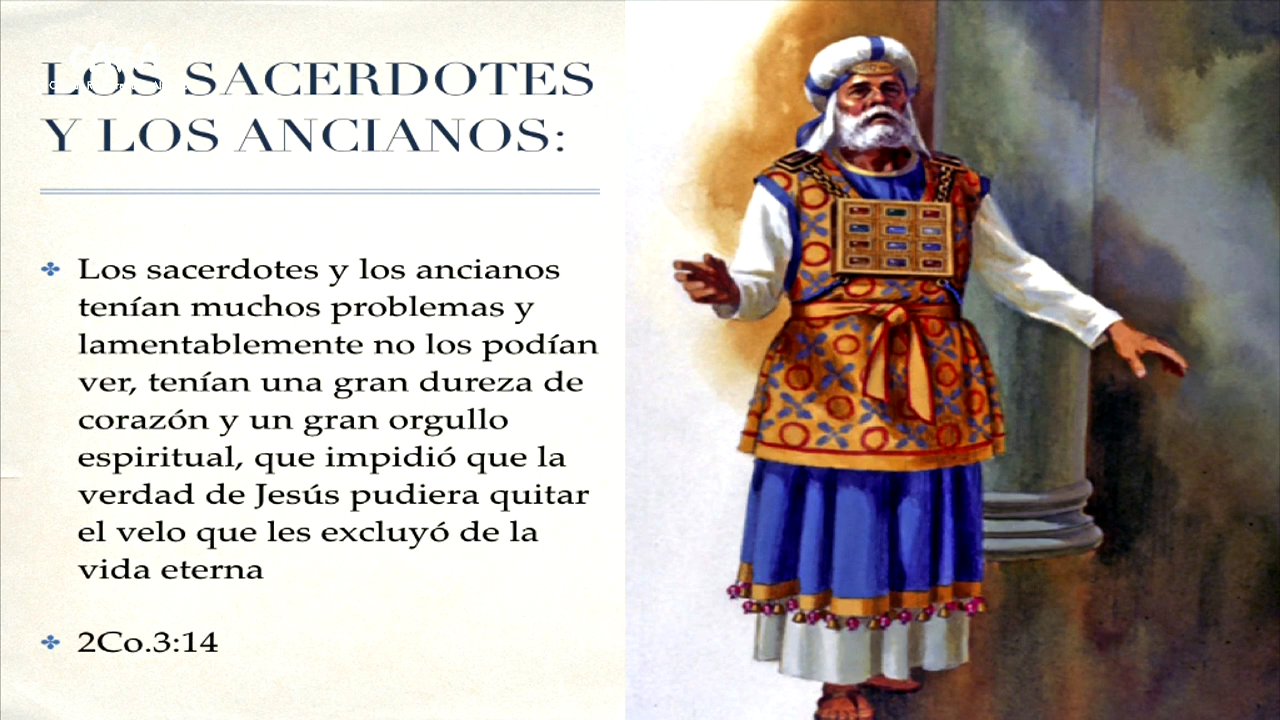 LOS SACERDOTES
Y LOS ANCIANOS:
Los sacerdotes y los ancianos
tenían muchos problemas y
lamentablemente no los podían
ver, tenían una gran dureza de
corazón y un gran orgullo
espiritual, que impidió que la
verdad de Jesús pudiera quitar
el velo que les excluyó de la
vida eterna
2Co.3:14